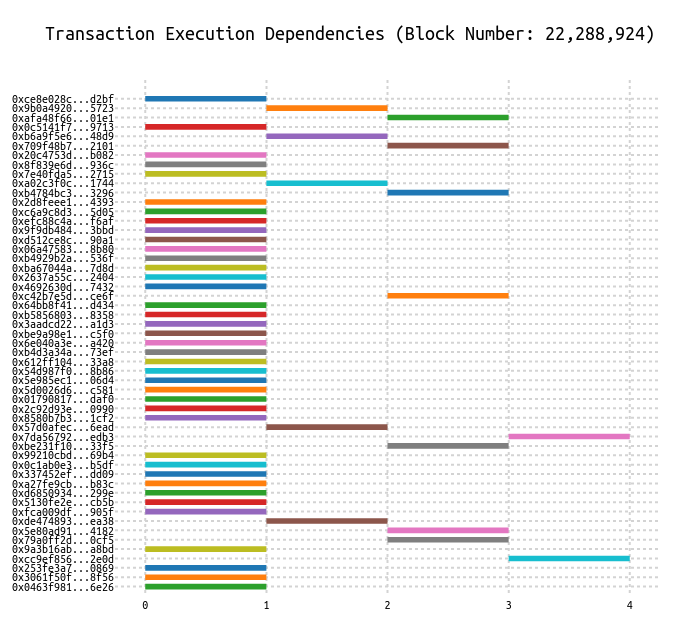 Transaction Execution Dependencies (Block Number: 22,288,924)
0xce8e028c...d2bf
0x9b0a4920...5723
0xafa48f66...01e1
0x0c5141f7...9713
0xb6a9f5e6...48d9
0x709f48b7...2101
0x20c4753d...b082
0x8f839e6d...936c
0x7e40fda5...2715
0xa02c3f0c...1744
0xb4784bc3...3296
0x2d8feee1...4393
0xc6a9c8d3...5d05
0xefc88c4a...f6af
0x9f9db484...3bbd
0xd512ce8c...90a1
0x06a47583...8b80
0xb4929b2a...536f
0xba67044a...7d8d
0x2637a55c...2404
0x4692630d...7432
0xc42b7e5d...ce6f
0x64bb8f41...d434
0xb5856803...8358
0x3aadcd22...a1d3
0xbe9a98e1...c5f0
0x6e040a3e...a420
0xb4d3a34a...73ef
0x612ff104...33a8
0x54d987f0...8b86
0x5e985ec1...06d4
0x5d0026d6...c581
0x01790817...daf0
0x2c92d93e...0990
0x8580b7b3...1cf2
0x57d0afec...6ead
0x7da56792...edb3
0xbe231f10...33f5
0x99210cbd...69b4
0x0c1ab0e3...b5df
0x337452ef...dd09
0xa27fe9cb...b83c
0xd6850934...299e
0x5130fe2e...cb5b
0xfca009df...905f
0xde474893...ea38
0x5e80ad91...4182
0x79a0ff2d...0cf5
0x9a3b16ab...a8bd
0xcc9ef856...2e0d
0x253fe3a7...0869
0x3061f50f...8f56
0x0463f981...6e26
0 1 2 3 4